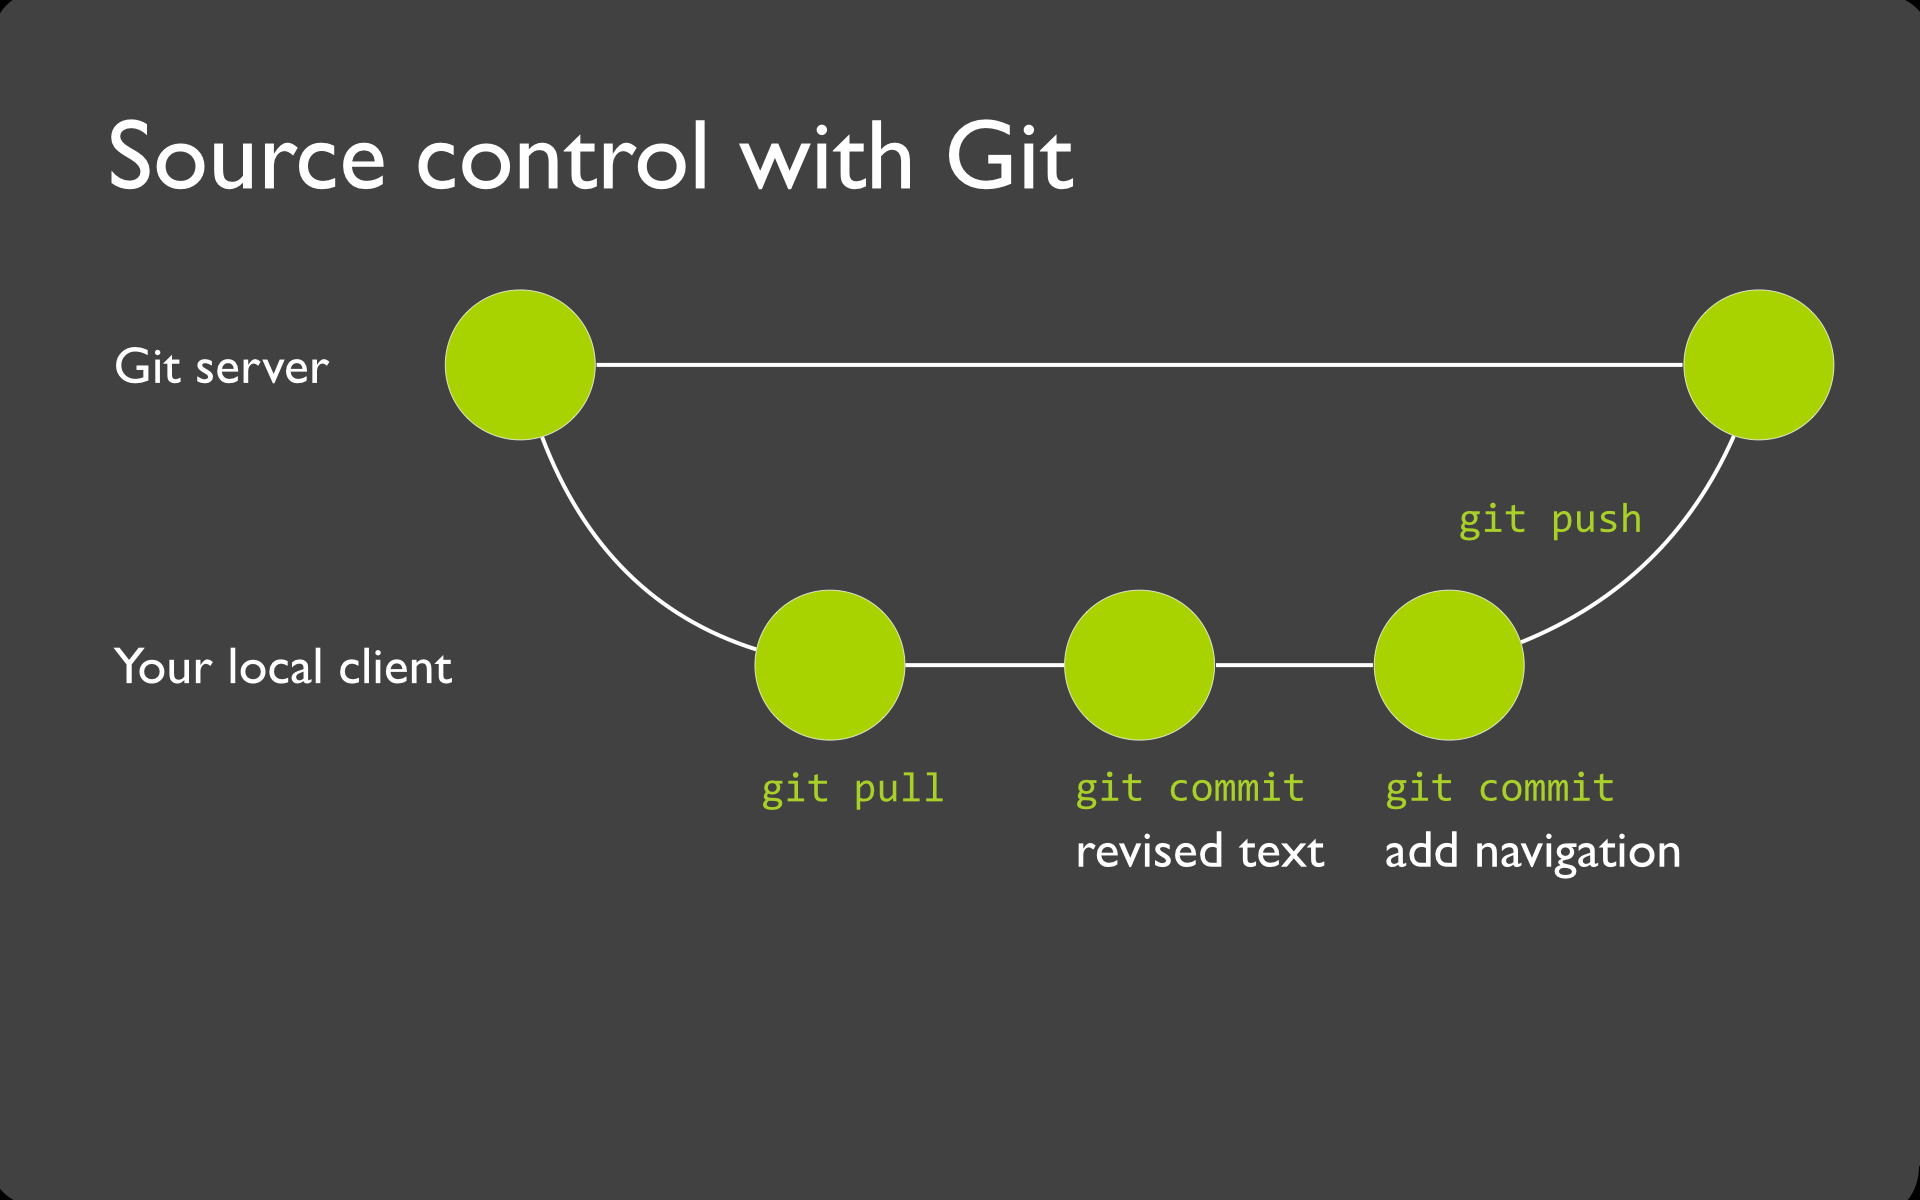 Source control with Git
Git server
git push
Your local client
git pull
git commit
git commit
revised text
add navigation